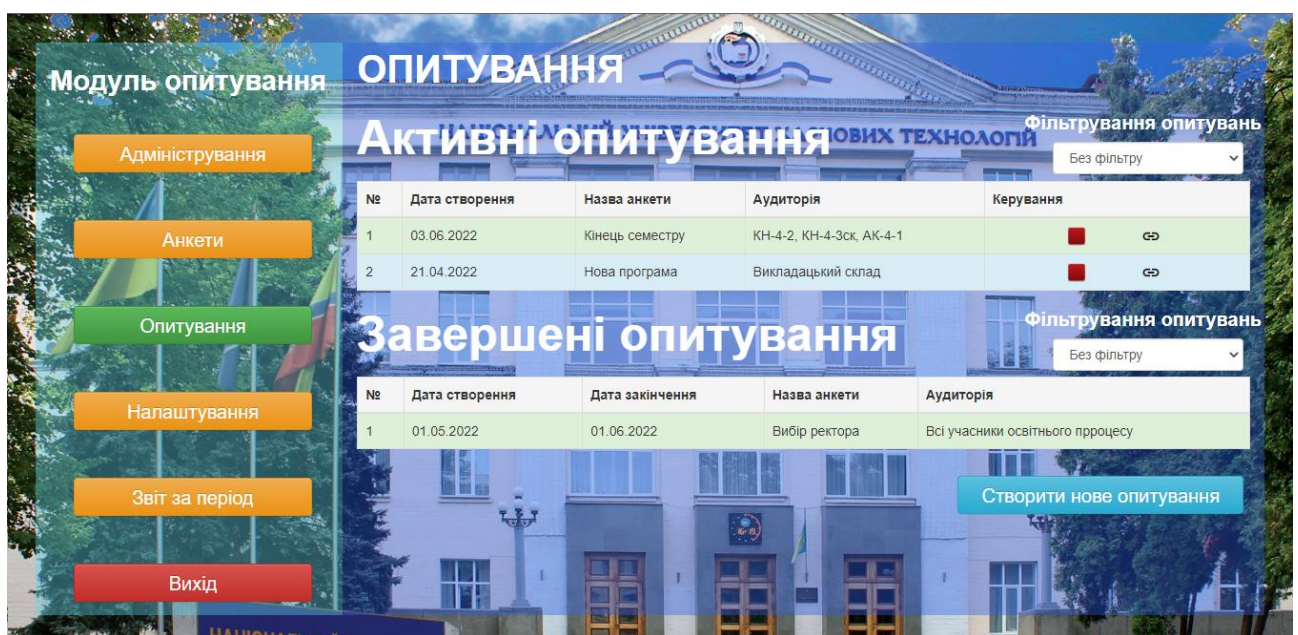 Модуль опитування
Адміністрування
Анкети
Опитування
Налаштування
Звіт за період
Вихід
ОПИТУВАННЯ
Активні опитування
Фільтрування опитувань
Без фільтру
№ Дата створення Назва анкети Аудиторія Керування
1 03.06.2022 Кінець семестру КН-4-2, КН-4-3ск, АК-4-1
2 21.04.2022 Нова програма Викладацький склад
Завершені опитування
Фільтрування опитувань
Без фільтру
№ Дата створення Дата закінчення Назва анкети Аудиторія
1 01.05.2022 01.06.2022 Вибір ректора Всі учасники освітнього прроцесу
Створити нове опитування
ТЕХНОЛОГІЙ